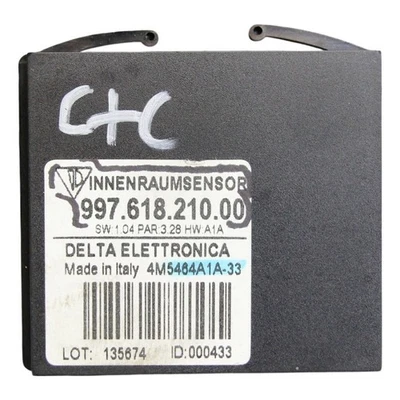 C+C
INNENRAUMSENSOR
997.618.210.00
SW:1.04 PAR:3.28 HW:A1A
DELTA ELETTRONICA
Made in Italy 4M5464A1A-33
LOT: 135674 ID:000433